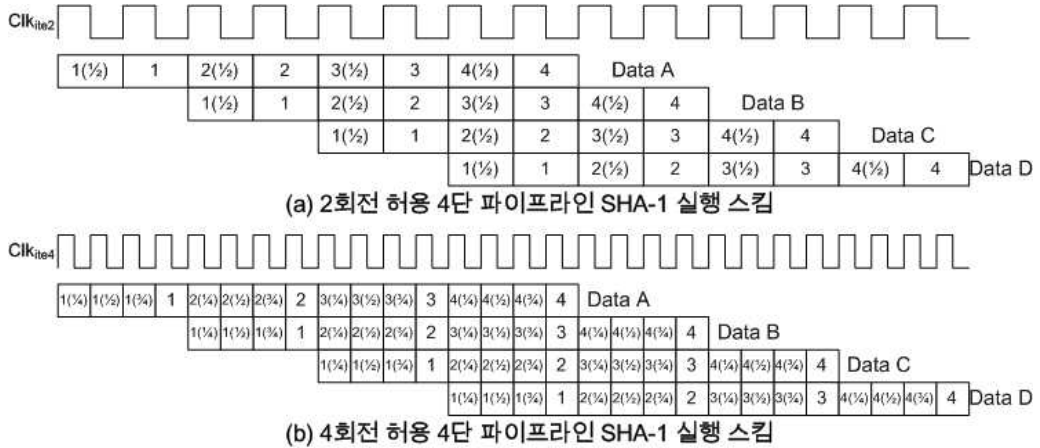 Clkite2
1(½) 1 2(½) 2 3(½) 3 4(½) 4 Data A
1(½) 1 2(½) 2 3(½) 3 4(½) 4 Data B
1(½) 1 2(½) 2 3(½) 3 4(½) 4 Data C
1(½) 1 2(½) 2 3(½) 3 4(½) 4 Data D
(a) 2회전 허용 4단 파이프라인 SHA-1 실행 스킴
Clkite4
1(¼) 1(½) 1(¾) 1 2(¼) 2(½) 2(¾) 2 3(¼) 3(½) 3(¾) 3 4(¼) 4(½) 4(¾) 4 Data A
1(¼) 1(½) 1(¾) 1 2(¼) 2(½) 2(¾) 2 3(¼) 3(½) 3(¾) 3 4(¼) 4(½) 4(¾) 4 Data B
1(¼) 1(½) 1(¾) 1 2(¼) 2(½) 2(¾) 2 3(¼) 3(½) 3(¾) 3 4(¼) 4(½) 4(¾) 4 Data C
1(¼) 1(½) 1(¾) 1 2(¼) 2(½) 2(¾) 2 3(¼) 3(½) 3(¾) 3 4(¼) 4(½) 4(¾) 4 Data D
(b) 4회전 허용 4단 파이프라인 SHA-1 실행 스킴